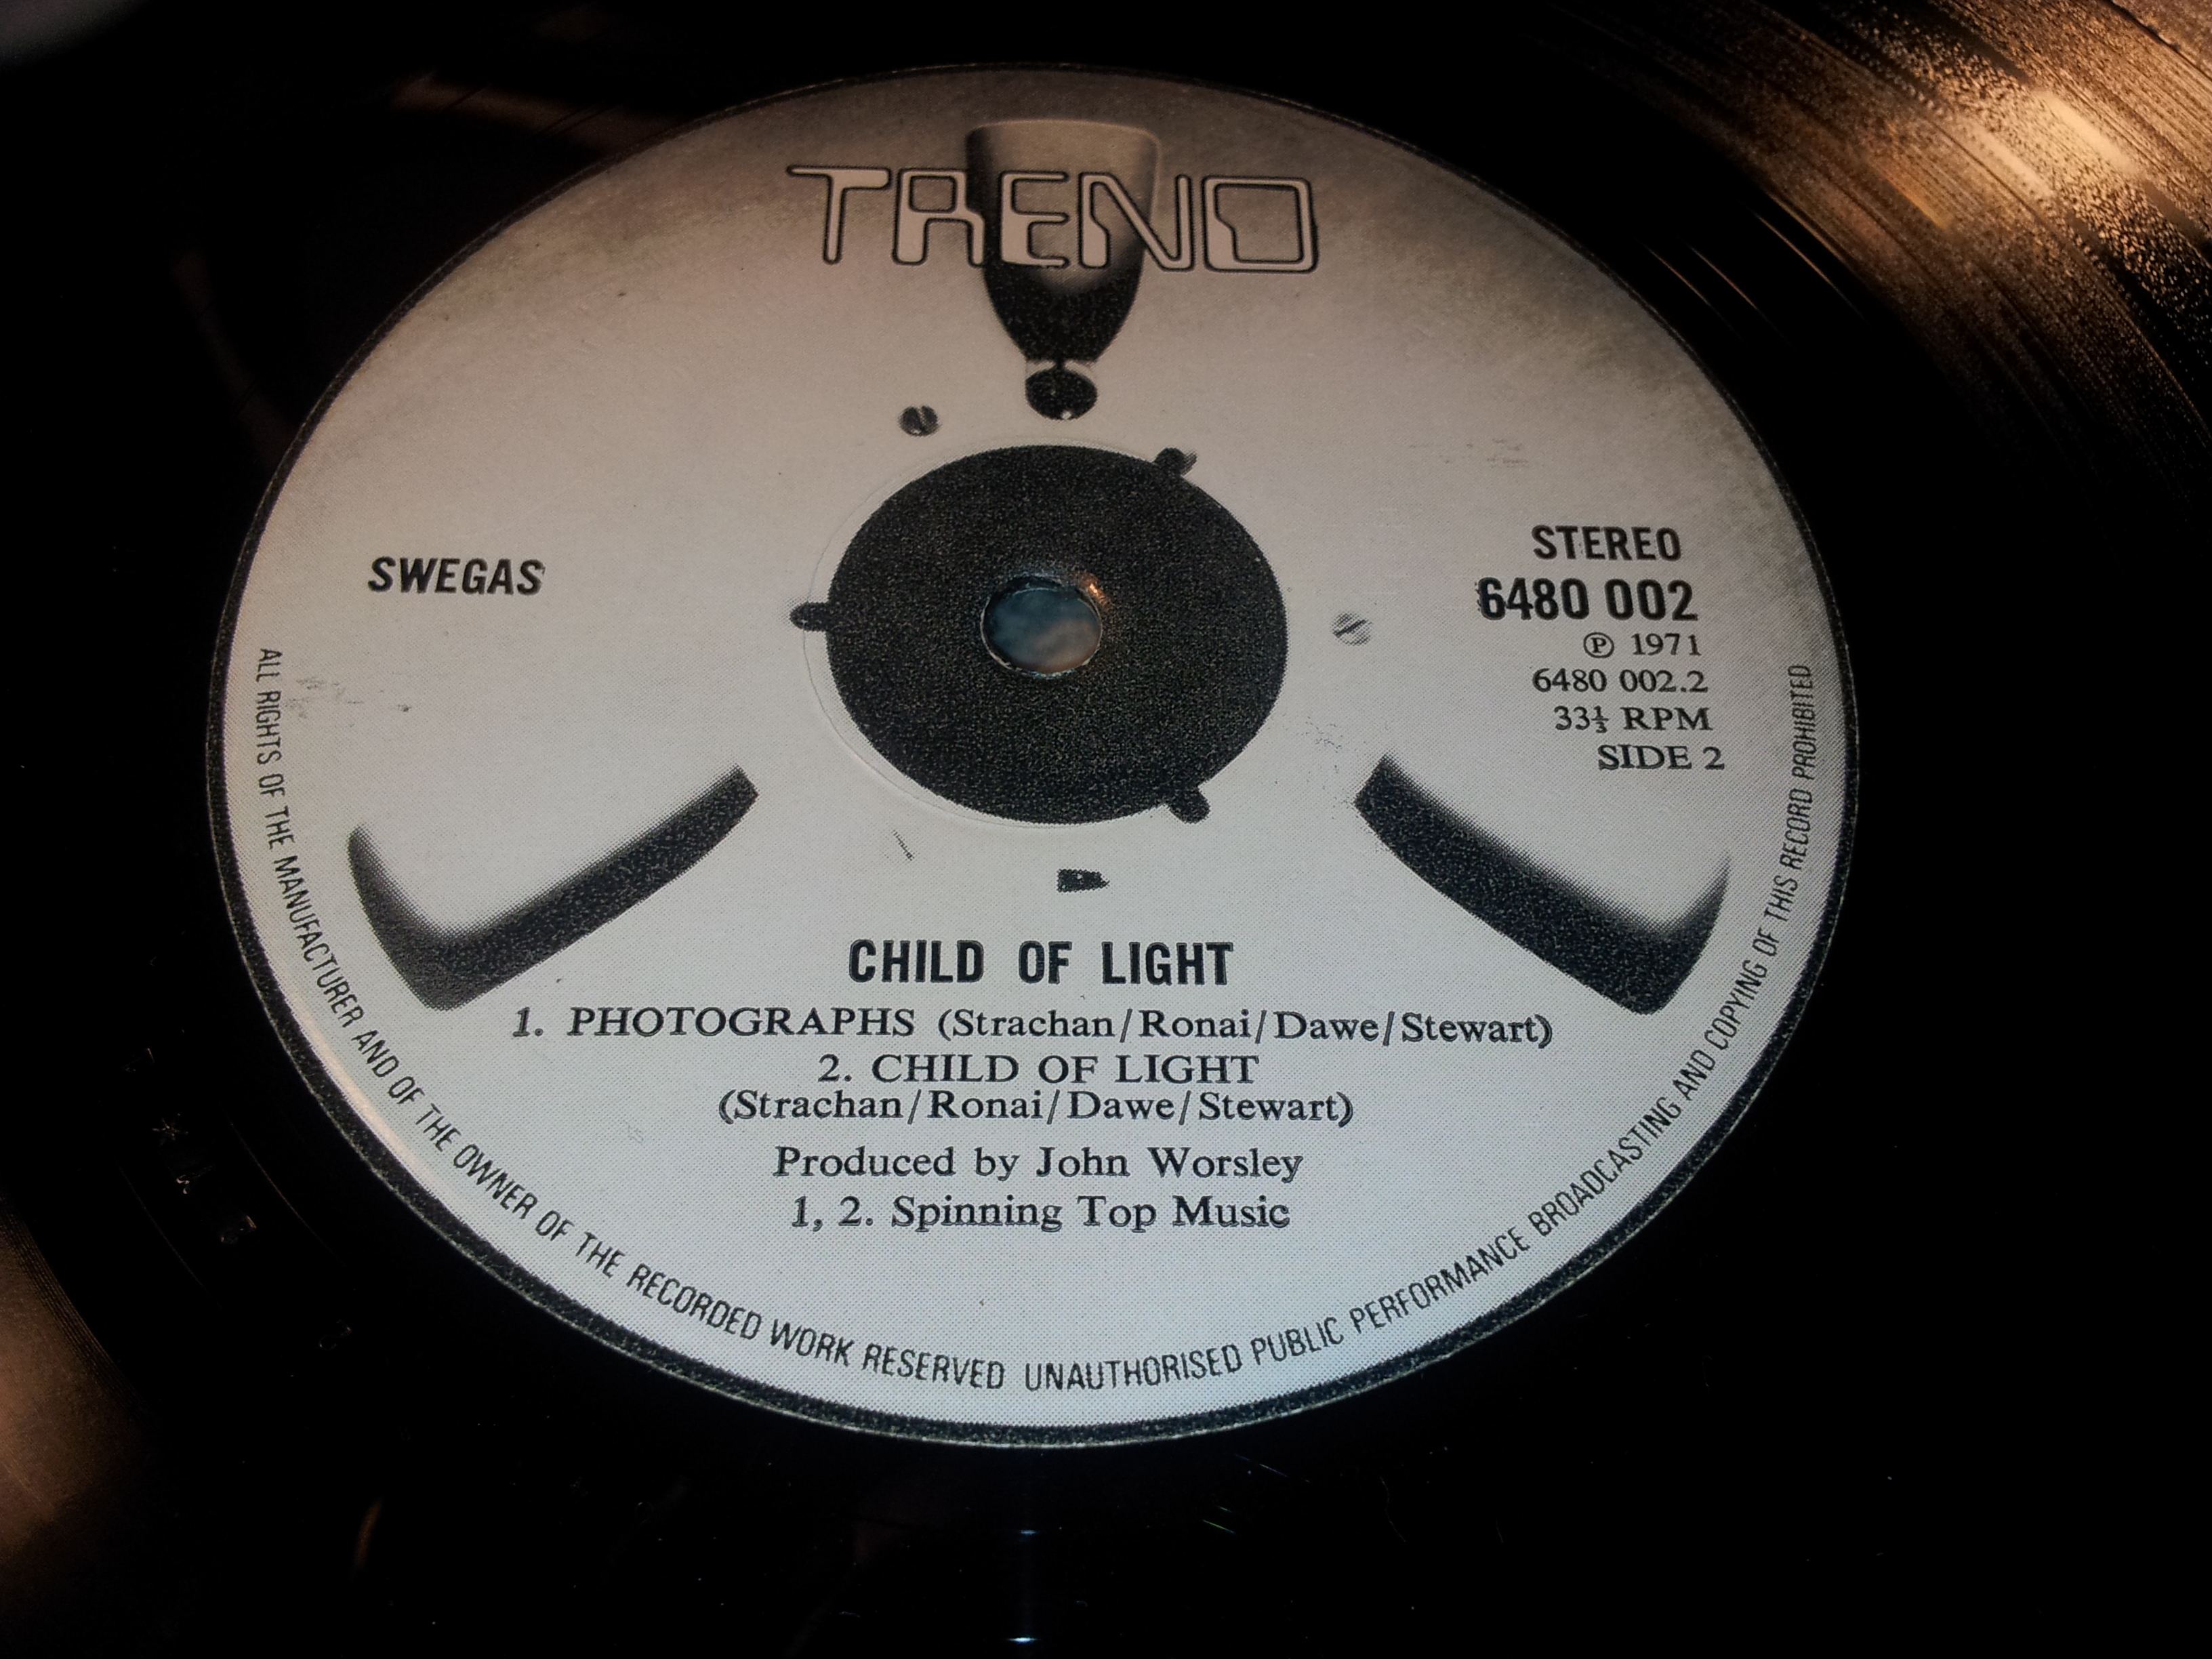 TREND
SWEGAS
STEREO
6480 002
℗ 1971
6480 002.2
33⅓ RPM
SIDE 2
CHILD OF LIGHT
1. PHOTOGRAPHS (Strachan/Ronai/Dawe/Stewart)
2. CHILD OF LIGHT
(Strachan/Ronai/Dawe/Stewart)
Produced by John Worsley
1, 2. Spinning Top Music
ALL RIGHTS OF THE MANUFACTURER AND OF THE OWNER OF THE RECORDED WORK RESERVED UNAUTHORISED PUBLIC PERFORMANCE BROADCASTING AND COPYING OF THIS RECORD PROHIBITED